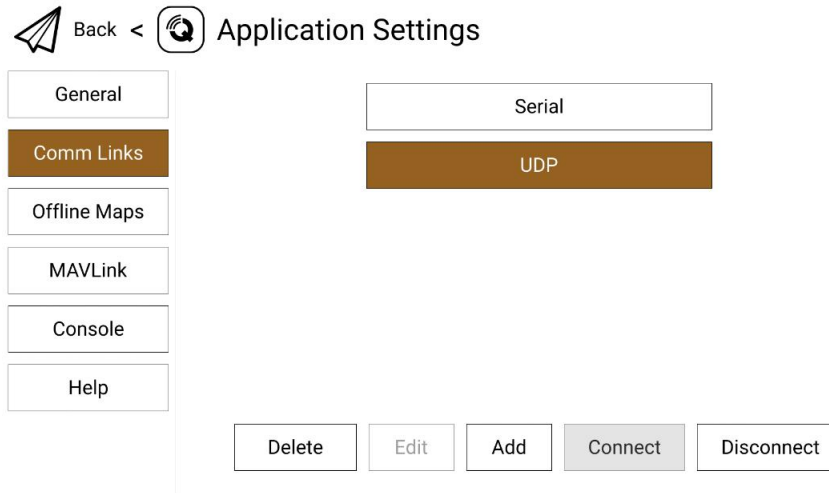 Back < Application Settings
General
Comm Links
Offline Maps
MAVLink
Console
Help
Serial
UDP
Delete Edit Add Connect Disconnect